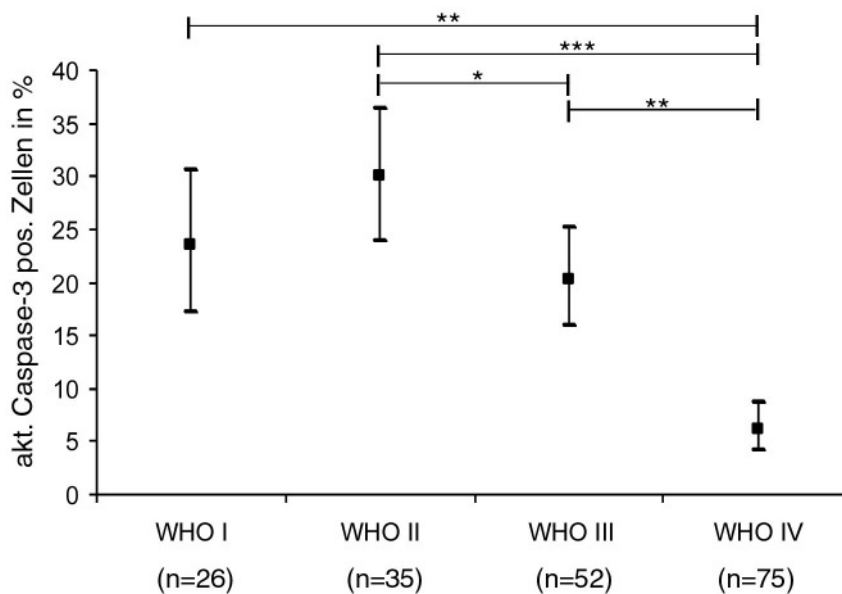 **
***
*
**
akt. Caspase-3 pos. Zellen in %
40
35
30
25
20
15
10
5
0
WHO I
WHO II
WHO III
WHO IV
(n=26)
(n=35)
(n=52)
(n=75)